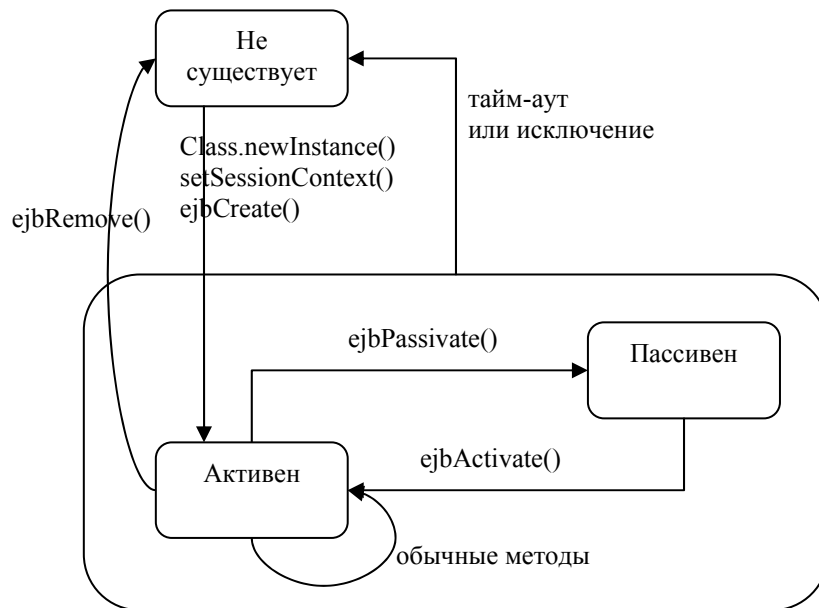 Не
существует
тайм-аут
или исключение
Class.newInstance()
setSessionContext()
ejbCreate()
ejbRemove()
ejbPassivate()
Пассивен
Активен
ejbActivate()
обычные методы